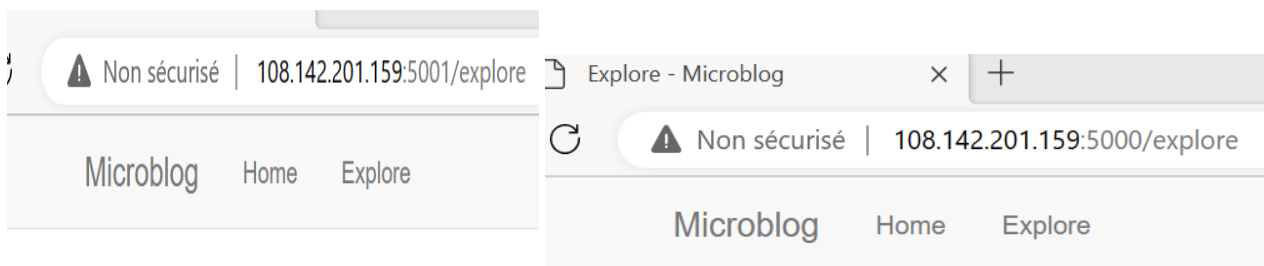 Non sécurisé | 108.142.201.159:5001/explore
Microblog Home Explore
Explore - Microblog
Non sécurisé | 108.142.201.159:5000/explore
Microblog Home Explore